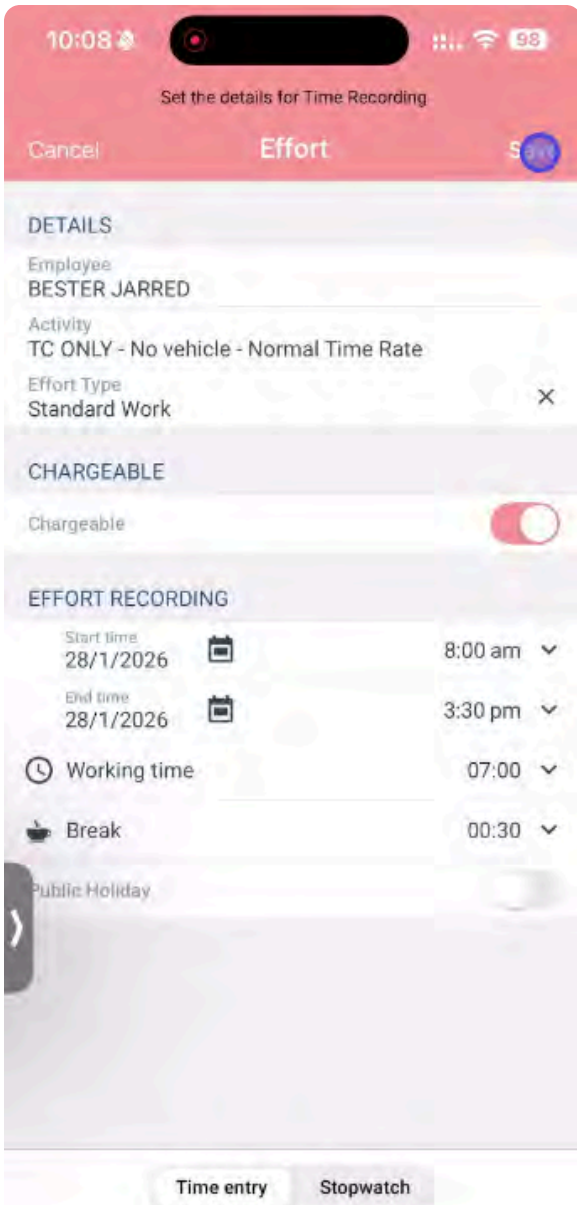 10:08
98
Set the details for Time Recording
Cancel
Effort
Save
DETAILS
Employee
BESTER JARRED
Activity
TC ONLY - No vehicle - Normal Time Rate
Effort Type
Standard Work
CHARGEABLE
Chargeable
EFFORT RECORDING
Start time
28/1/2026
8:00 am
End time
28/1/2026
3:30 pm
Working time
07:00
Break
00:30
Public Holiday
Time entry
Stopwatch